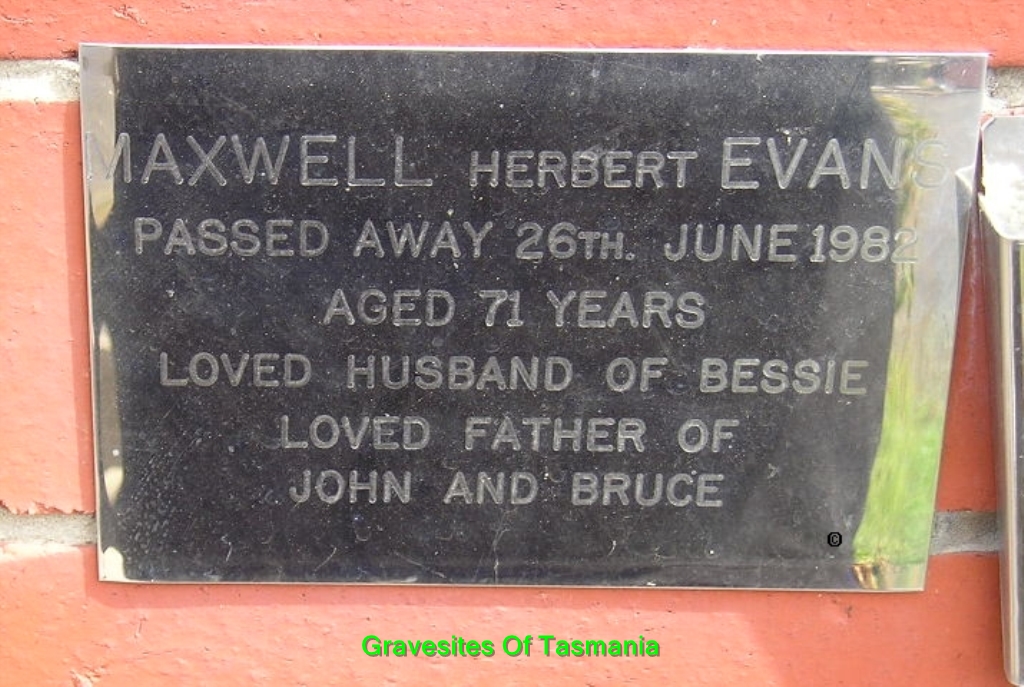 MAXWELL HERBERT EVANS
PASSED AWAY 26TH. JUNE 1982
AGED 71 YEARS
LOVED HUSBAND OF BESSIE
LOVED FATHER OF
JOHN AND BRUCE
©
Gravesites Of Tasmania